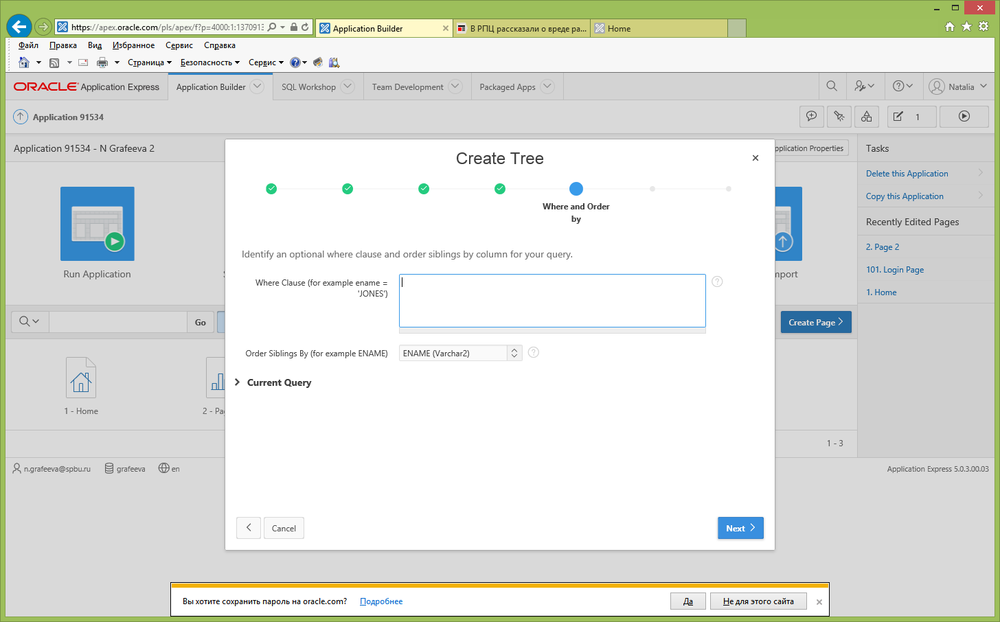 https://apex.oracle.com/pls/apex/f?p=4000:1:1370913
Application Builder
В РПЦ рассказали о вреде ра...
Home
Файл Правка Вид Избранное Сервис Справка
Страница Безопасность Сервис
ORACLE Application Express
Application Builder
SQL Workshop
Team Development
Packaged Apps
Natalia
Application 91534
1
Application 91534 - N Grafeeva 2
pplication Properties
Tasks
Create Tree
Delete this Application
Copy this Application
Where and Order
by
Recently Edited Pages
2. Page 2
101. Login Page
1. Home
Run Application
mport
Identify an optional where clause and order siblings by column for your query.
Where Clause (for example ename =
'JONES')
Go
Create Page
Order Siblings By (for example ENAME)
ENAME (Varchar2)
Current Query
1 - Home
2 - Pa
1 - 3
n.grafeeva@spbu.ru
grafeeva
en
Application Express 5.0.3.00.03
Cancel
Next
Вы хотите сохранить пароль на oracle.com? Подробнее
Да
Не для этого сайта